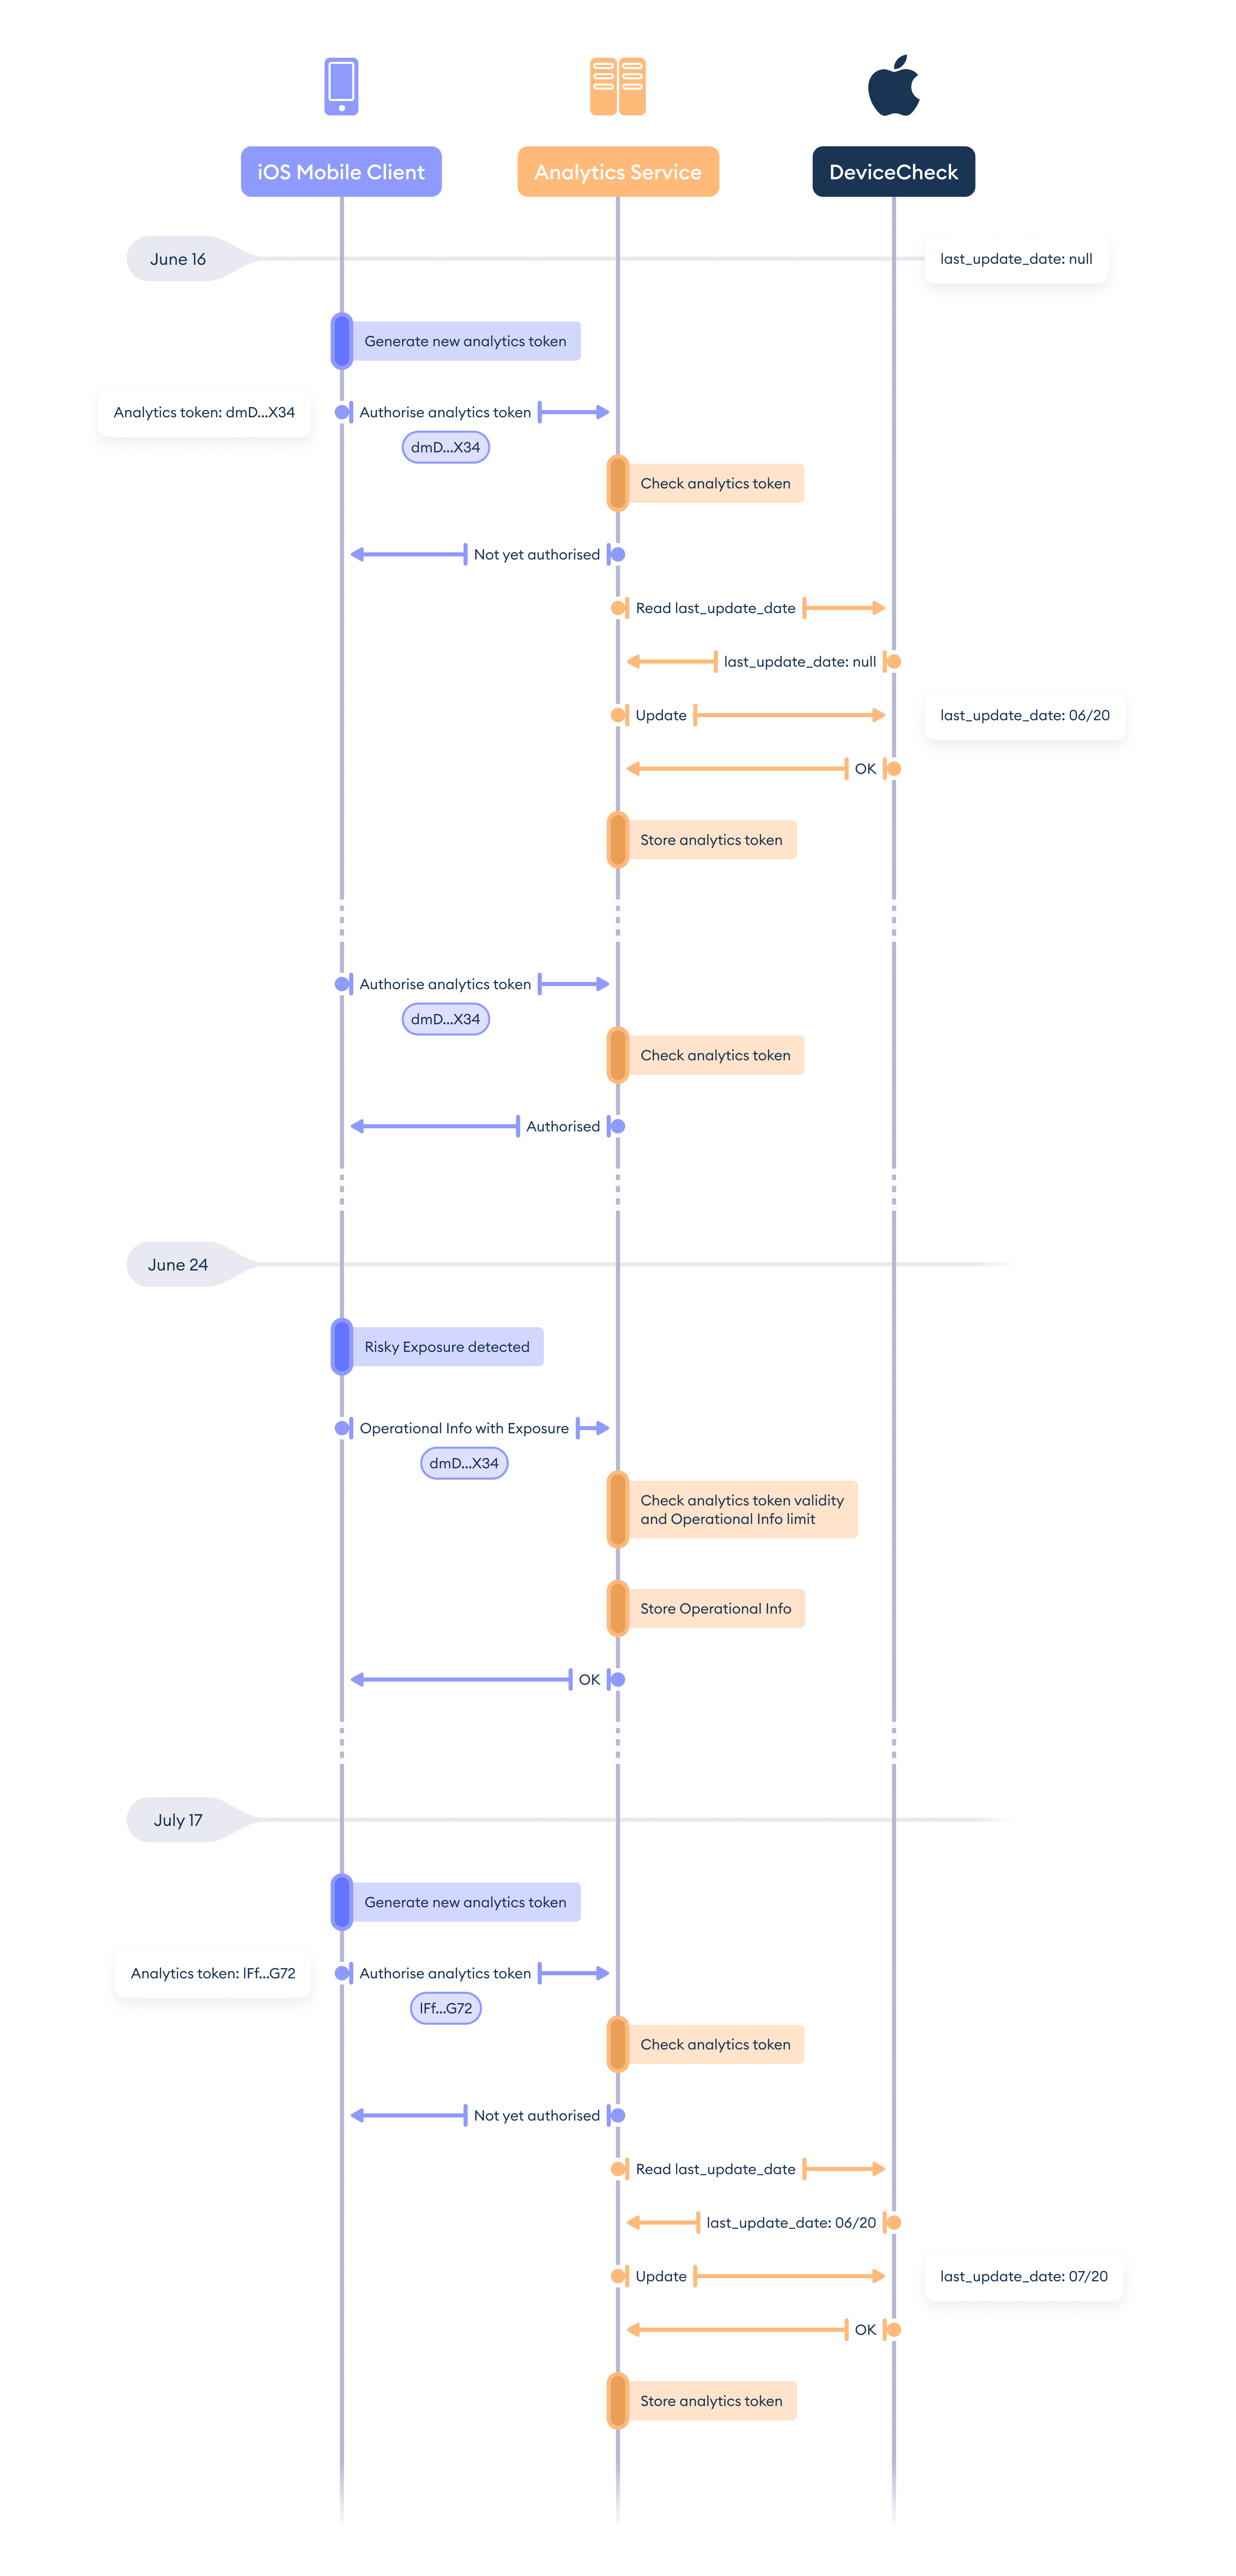 iOS Mobile Client
Analytics Service
DeviceCheck
June 16
last_update_date: null
Generate new analytics token
Analytics token: dmD...X34
Authorise analytics token
dmD...X34
Check analytics token
Not yet authorised
Read last_update_date
last_update_date: null
Update
last_update_date: 06/20
OK
Store analytics token
Authorise analytics token
dmD...X34
Check analytics token
Authorised
June 24
Risky Exposure detected
Operational Info with Exposure
dmD...X34
Check analytics token validity
and Operational Info limit
Store Operational Info
OK
July 17
Generate new analytics token
Analytics token: lFf...G72
Authorise analytics token
lFf...G72
Check analytics token
Not yet authorised
Read last_update_date
last_update_date: 06/20
Update
last_update_date: 07/20
OK
Store analytics token